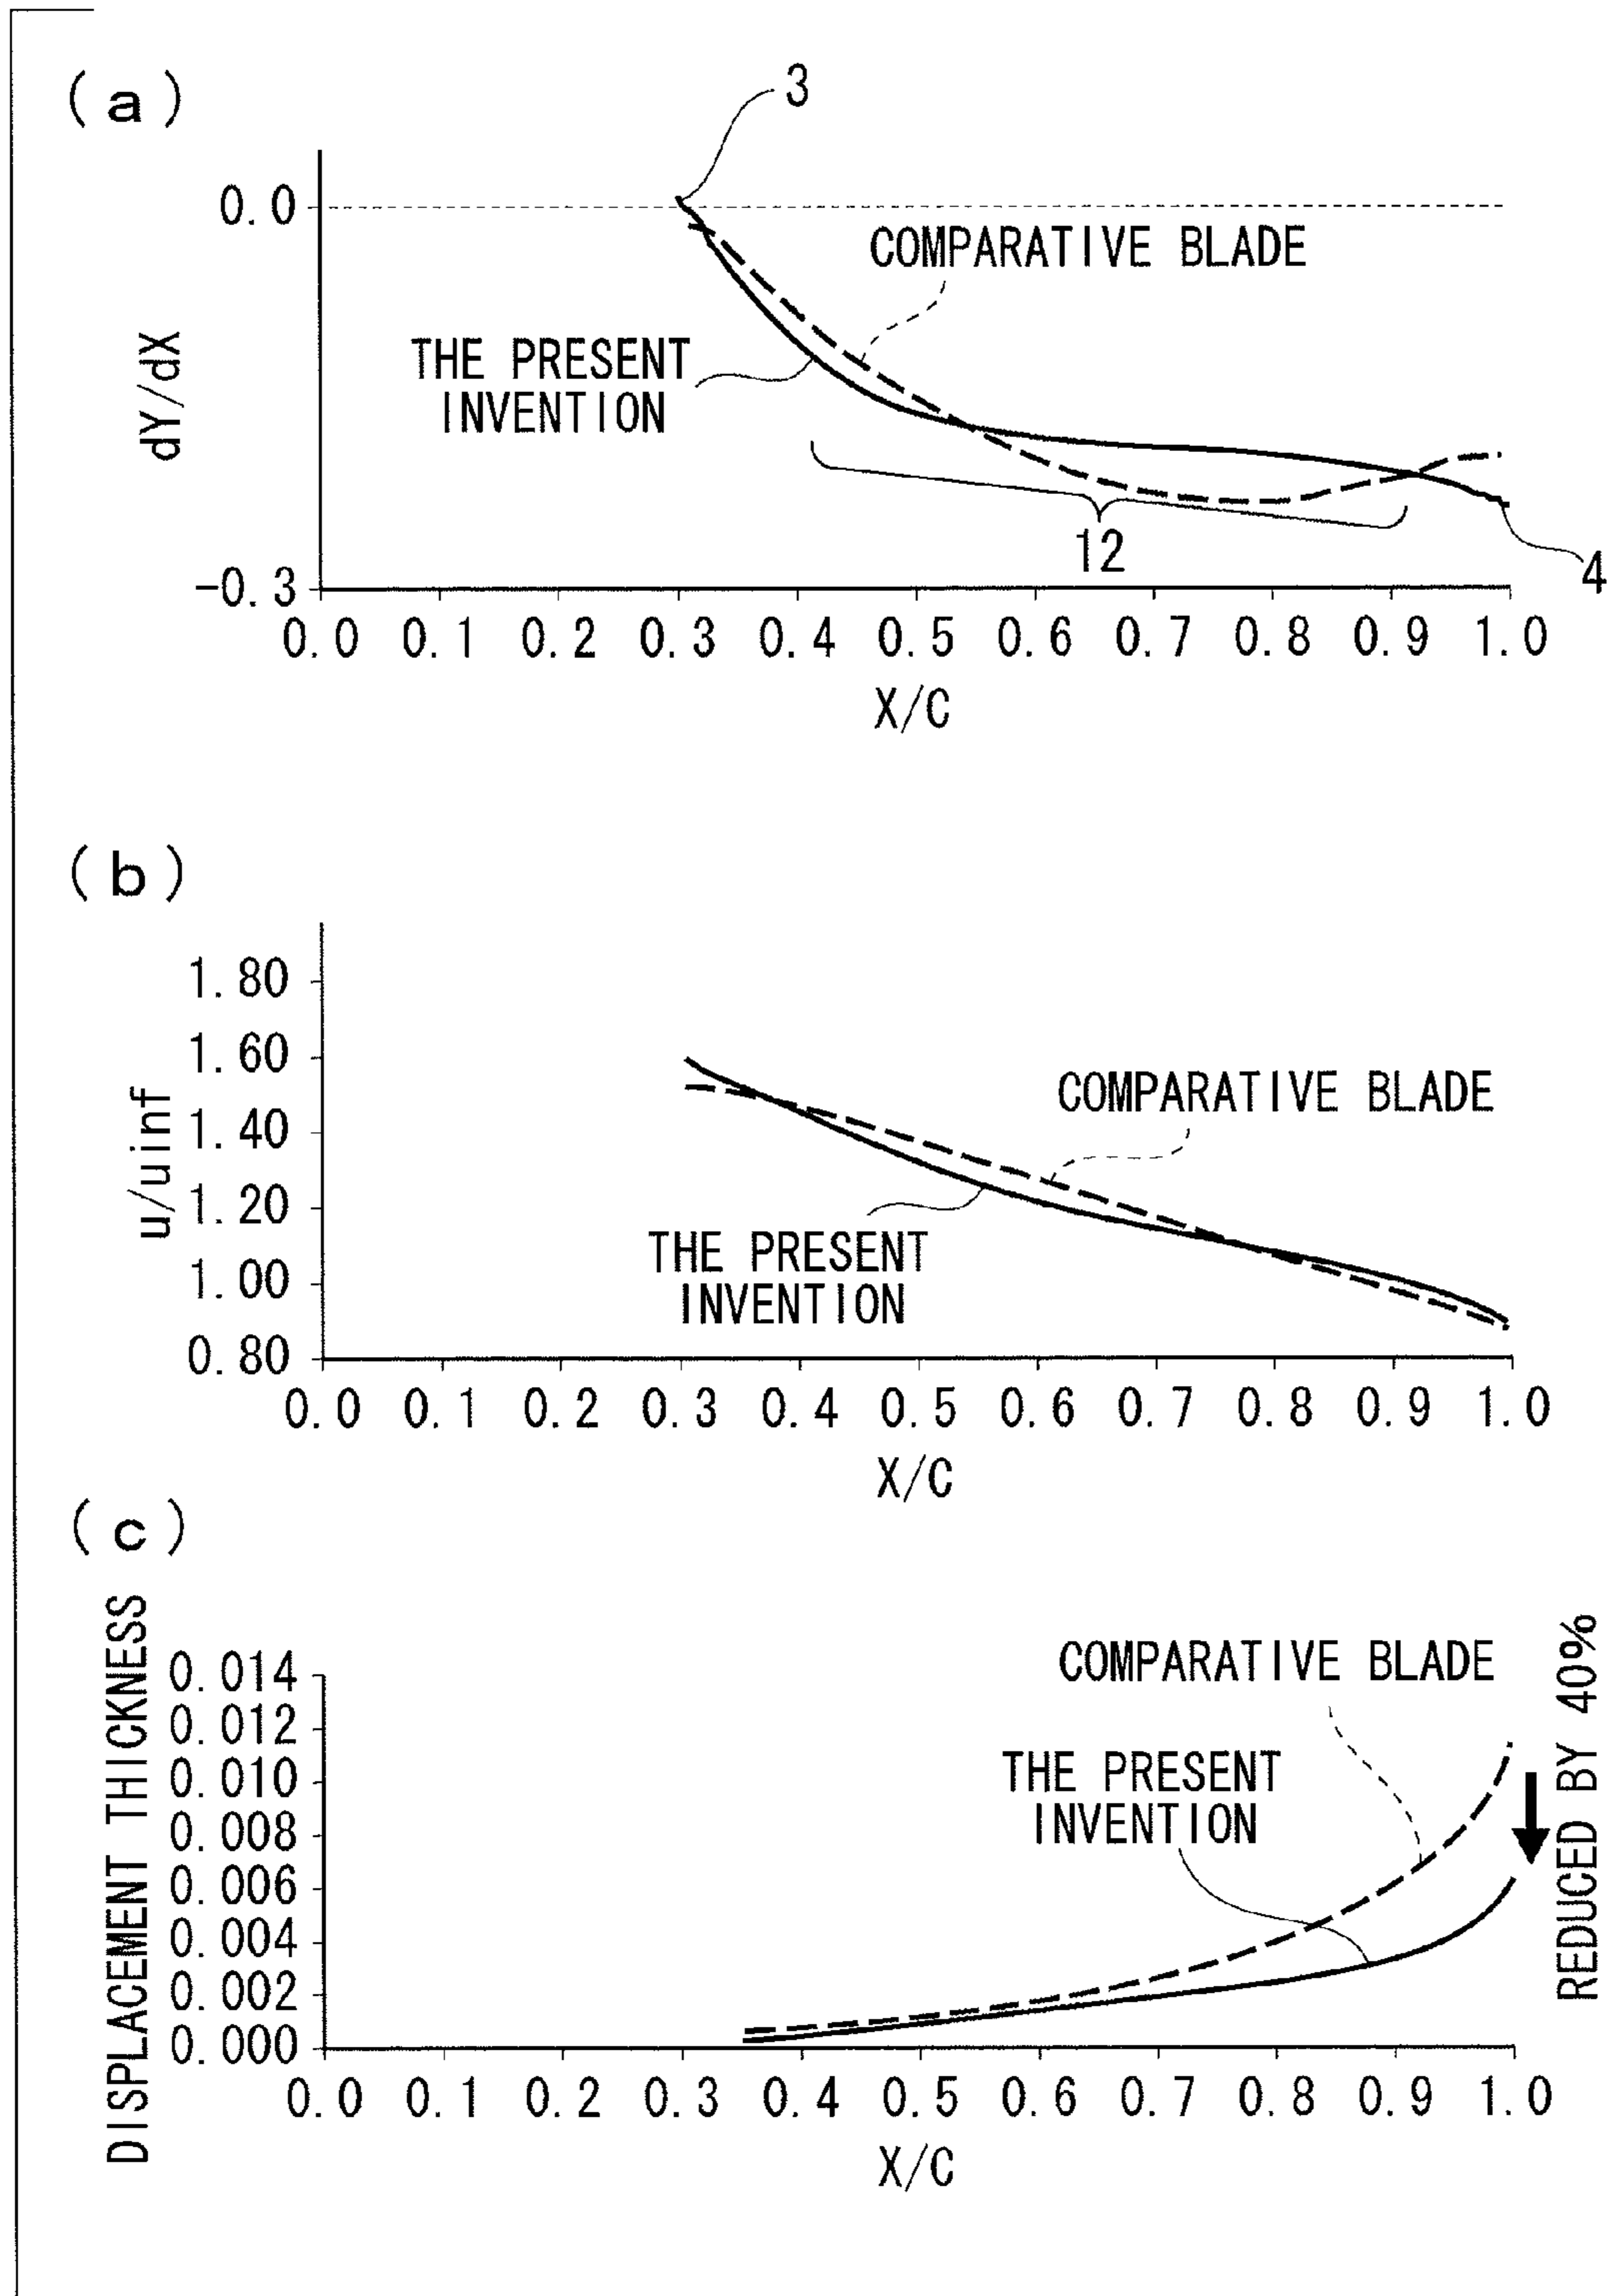 (a)
3
0.0
COMPARATIVE BLADE
THE PRESENT
INVENTION
dY/dX
12
4
-0.3
0.0 0.1 0.2 0.3 0.4 0.5 0.6 0.7 0.8 0.9 1.0
X/C
(b)
1.80
1.60
1.40
1.20
1.00
0.80
u/uinf
COMPARATIVE BLADE
THE PRESENT
INVENTION
0.0 0.1 0.2 0.3 0.4 0.5 0.6 0.7 0.8 0.9 1.0
X/C
(c)
DISPLACEMENT THICKNESS
0.014
0.012
0.010
0.008
0.006
0.004
0.002
0.000
COMPARATIVE BLADE
THE PRESENT
INVENTION
REDUCED BY 40%
0.0 0.1 0.2 0.3 0.4 0.5 0.6 0.7 0.8 0.9 1.0
X/C